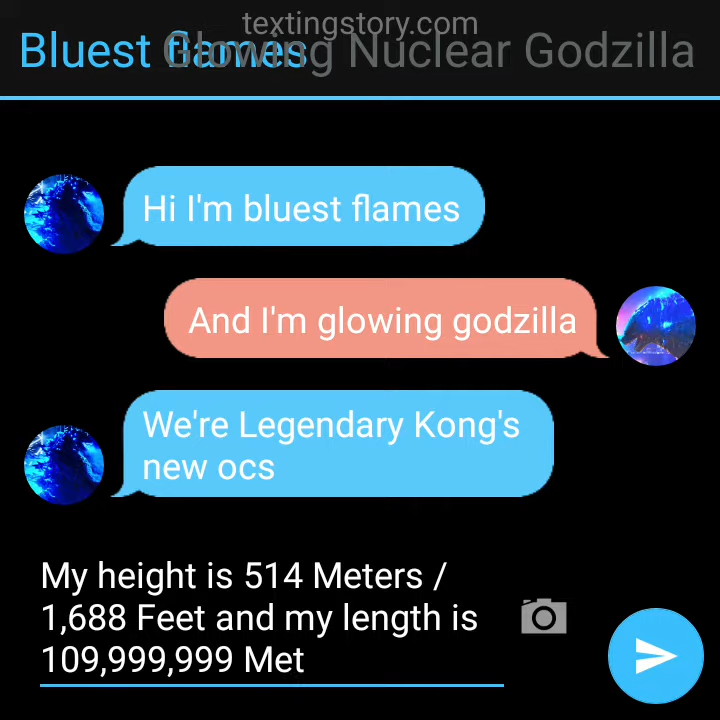 textingstory.com
Bluest flames
Glowing Nuclear Godzilla
Hi I'm bluest flames
And I'm glowing godzilla
We're Legendary Kong's
new ocs
My height is 514 Meters /
1,688 Feet and my length is
109,999,999 Met